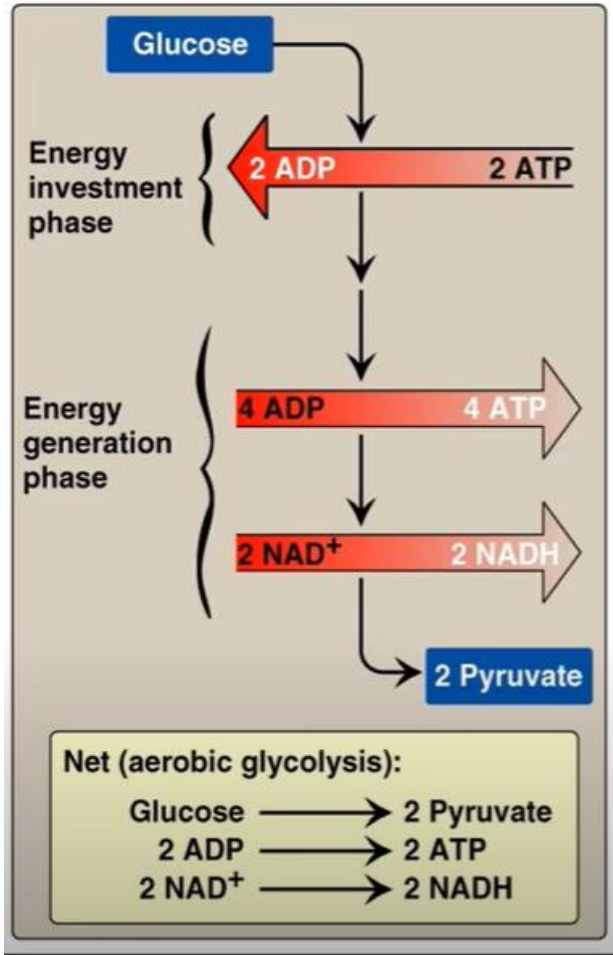 Glucose
Energy
investment
phase
2 ADP 2 ATP
Energy
generation
phase
4 ADP 4 ATP
2 NAD+ 2 NADH
2 Pyruvate
Net (aerobic glycolysis):
Glucose 2 Pyruvate
2 ADP 2 ATP
2 NAD+ 2 NADH